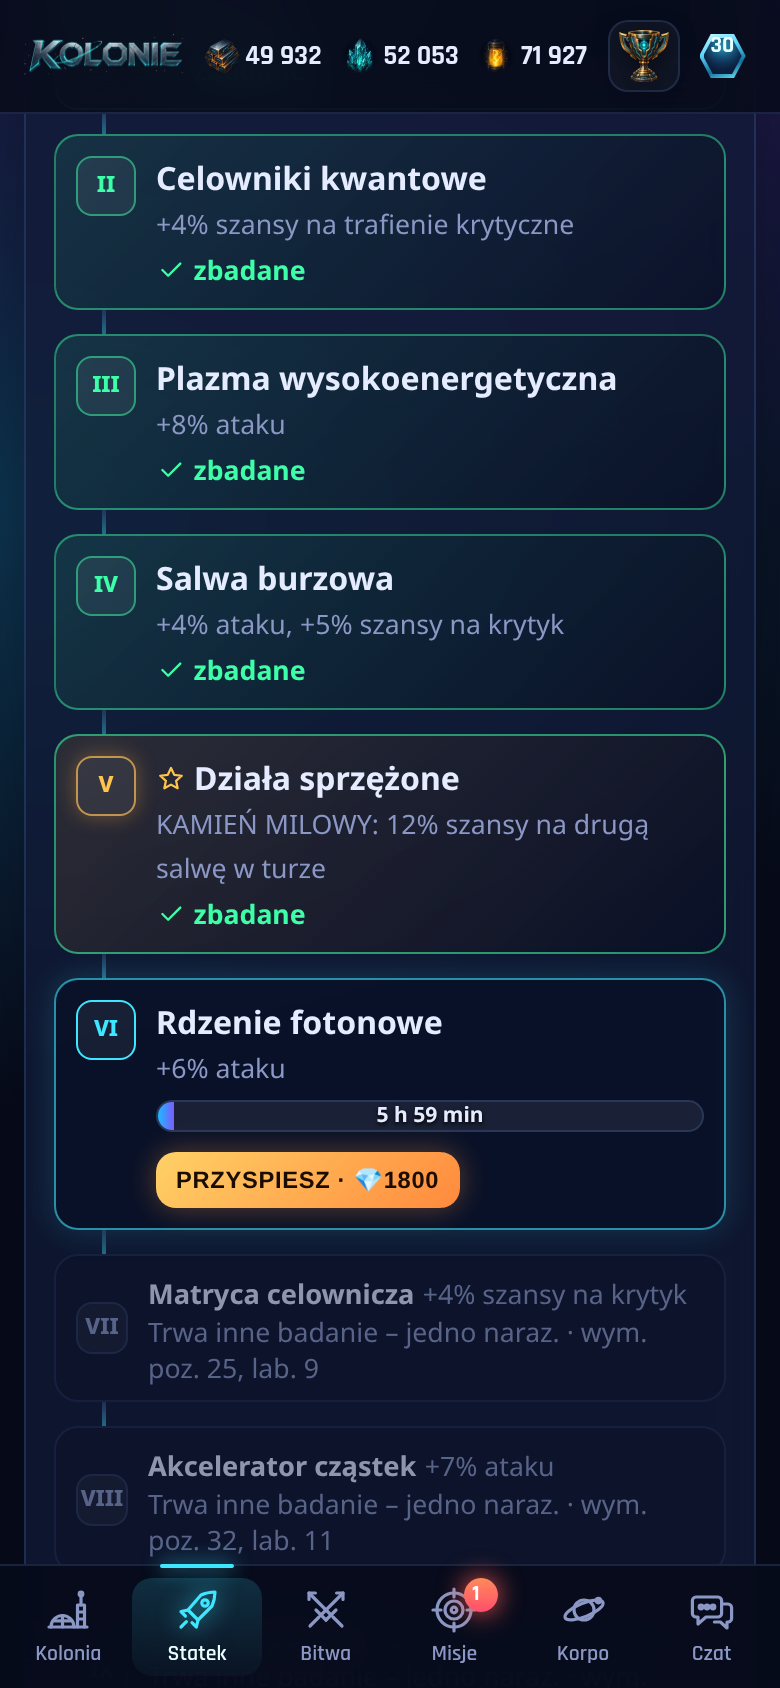 KOLONIE 49 932 52 053 71 927 30
II Celowniki kwantowe
+4% szansy na trafienie krytyczne
zbadane
III Plazma wysokoenergetyczna
+8% ataku
zbadane
IV Salwa burzowa
+4% ataku, +5% szansy na krytyk
zbadane
V Działa sprzężone
KAMIEŃ MILOWY: 12% szansy na drugą
salwę w turze
zbadane
VI Rdzenie fotonowe
+6% ataku
5 h 59 min
PRZYSPIESZ · 💎1800
Matryca celownicza +4% szansy na krytyk
VII Trwa inne badanie – jedno naraz. · wym.
poz. 25, lab. 9
Akcelerator cząstek +7% ataku
VIII Trwa inne badanie – jedno naraz. · wym.
poz. 32, lab. 11
1
Kolonia Statek Bitwa Misje Korpo Czat